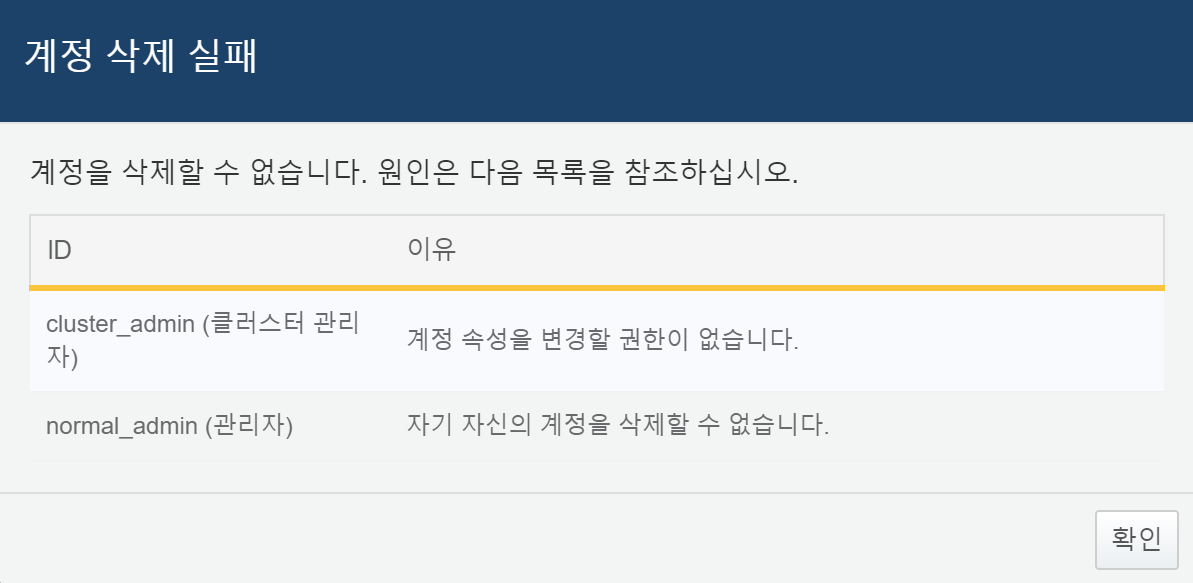 계정 삭제 실패
계정을 삭제할 수 없습니다. 원인은 다음 목록을 참조하십시오.
ID 이유
cluster_admin (클러스터 관리
자)
계정 속성을 변경할 권한이 없습니다.
normal_admin (관리자) 자기 자신의 계정을 삭제할 수 없습니다.
확인